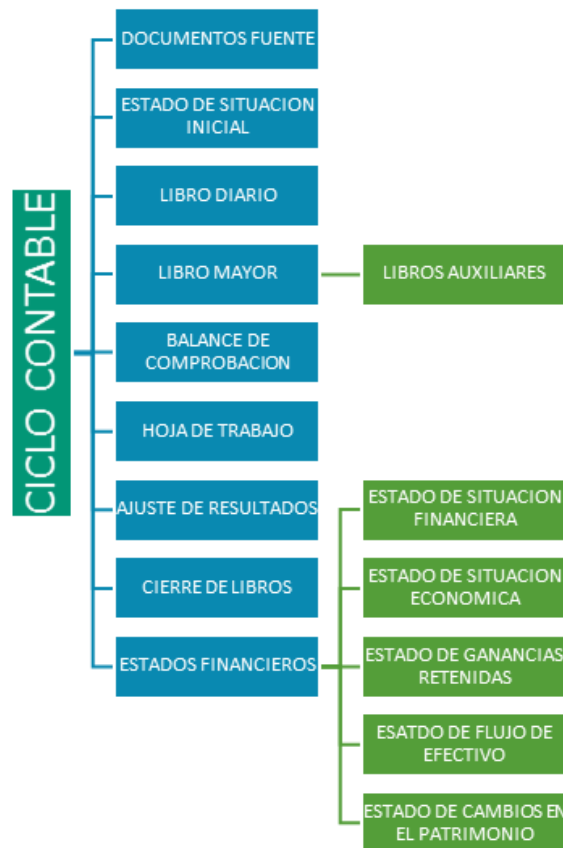 CICLO CONTABLE
DOCUMENTOS FUENTE
ESTADO DE SITUACION
INICIAL
LIBRO DIARIO
LIBRO MAYOR
LIBROS AUXILIARES
BALANCE DE
COMPROBACION
HOJA DE TRABAJO
AJUSTE DE RESULTADOS
CIERRE DE LIBROS
ESTADOS FINANCIEROS
ESTADO DE SITUACION
FINANCIERA
ESTADO DE SITUACION
ECONOMICA
ESTADO DE GANANCIAS
RETENIDAS
ESATDO DE FLUJO DE
EFECTIVO
ESTADO DE CAMBIOS EN
EL PATRIMONIO